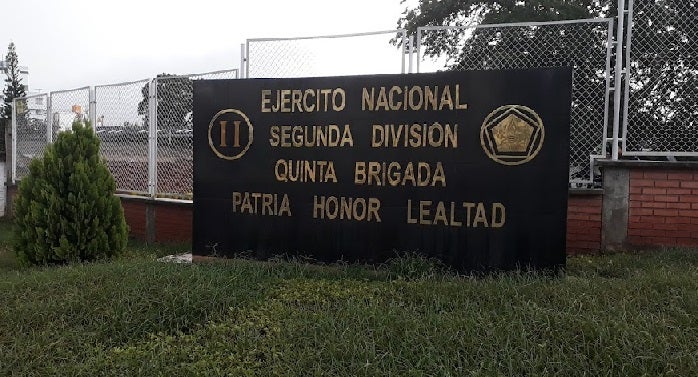 EJERCITO NACIONAL
II
SEGUNDA DIVISIÓN
QUINTA BRIGADA
PATRIA HONOR LEALTAD